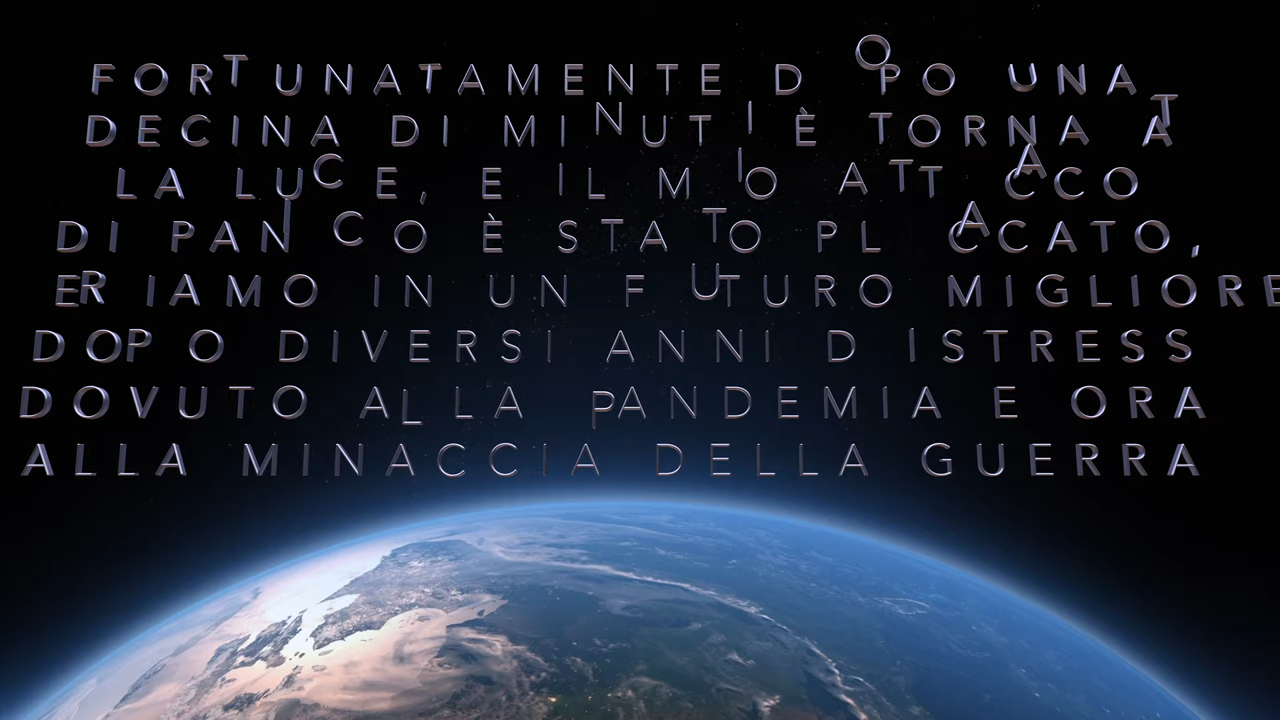 FORTUNATAMENTE DOPO UNA
DECINA DI MINUTI È TORNATA
LA LUCE, E IL MIO ATTACCO
DI PANICO È STATO PLACCATO,
ERIAMO IN UN FUTURO MIGLIORE
DOPO DIVERSI ANNI DI STRESS
DOVUTO ALLA PANDEMIA E ORA
ALLA MINACCIA DELLA GUERRA